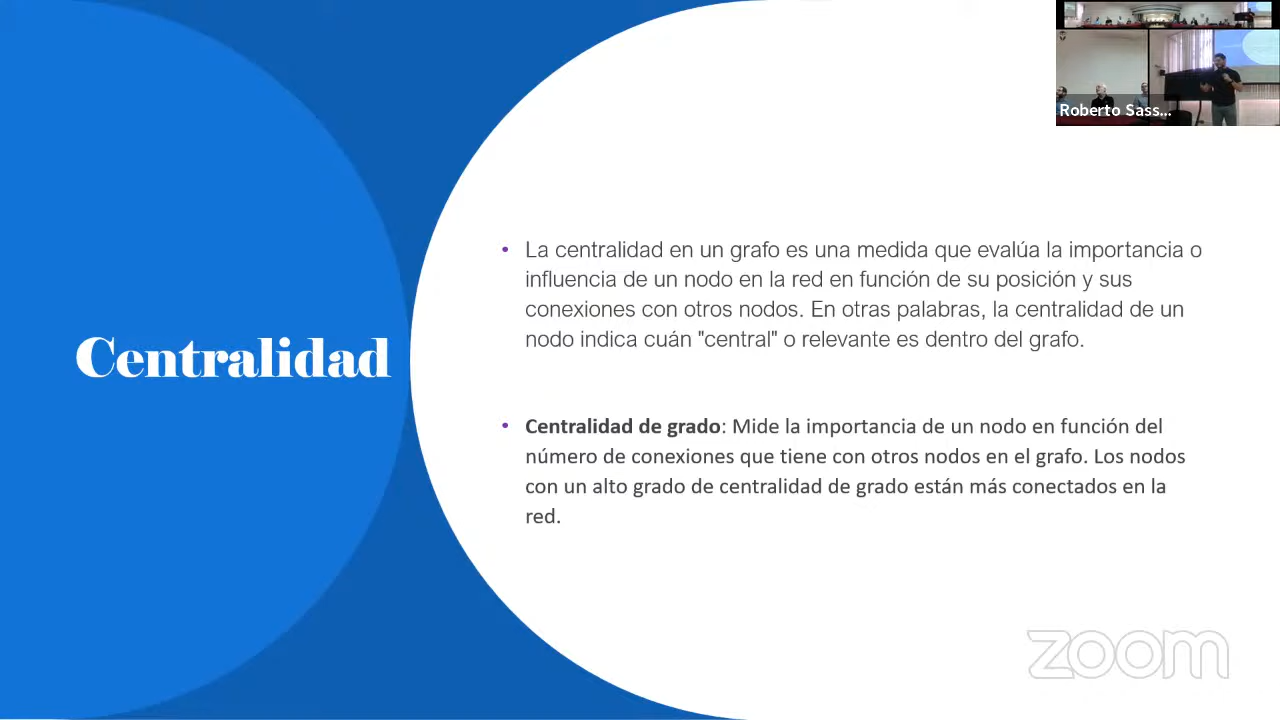 Roberto Sass...
• La centralidad en un grafo es una medida que evalúa la importancia o
influencia de un nodo en la red en función de su posición y sus
conexiones con otros nodos. En otras palabras, la centralidad de un
nodo indica cuán "central" o relevante es dentro del grafo.
Centralidad
• Centralidad de grado: Mide la importancia de un nodo en función del
número de conexiones que tiene con otros nodos en el grafo. Los nodos
con un alto grado de centralidad de grado están más conectados en la
red.
zoom